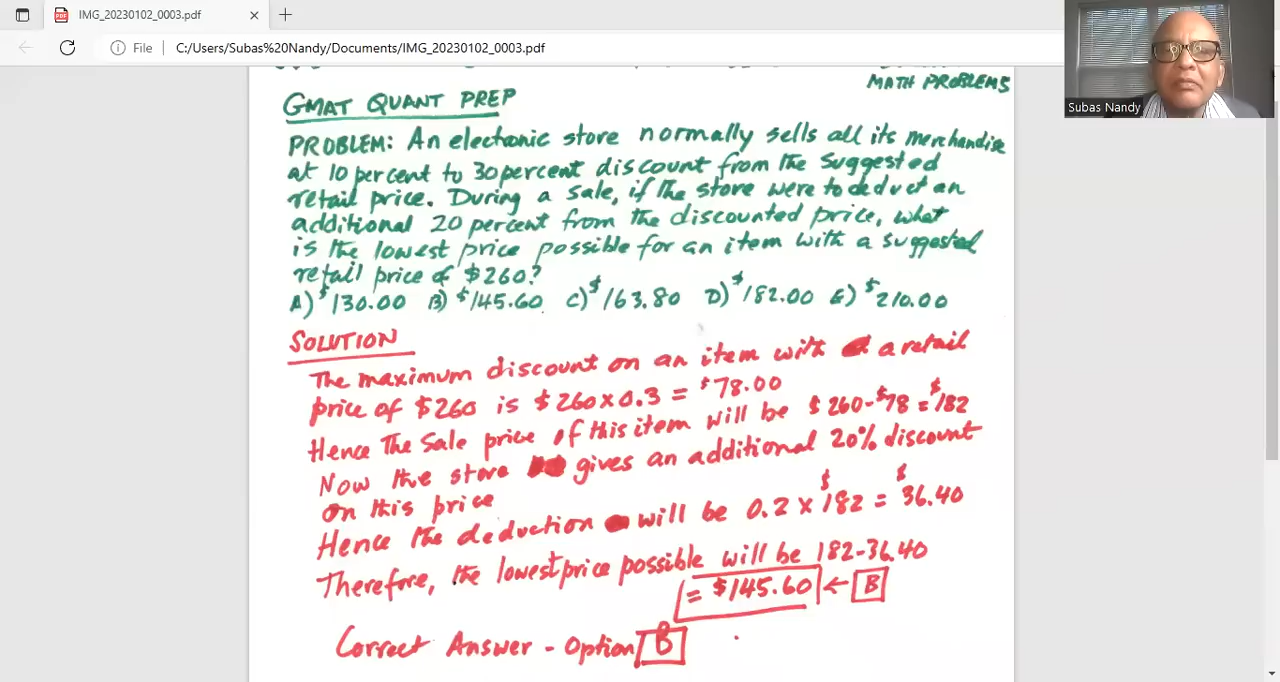 IMG_20230102_0003.pdf
File C:/Users/Subas%20Nandy/Documents/IMG_20230102_0003.pdf
Subas Nandy
MATH PROBLEMS
GMAT QUANT PREP
PROBLEM: An electronic store normally sells all its merchandise
at 10 per cent to 30 percent discount from the suggested
retail price. During a sale, if the store were to deduct an
additional 20 percent from the discounted price, what
is the lowest price possible for an item with a suggested
retail price of $260?
A) $130.00 B) $145.60 C) $163.80 D) $182.00 E) $210.00
SOLUTION
The maximum discount on an item with a retail
price of $260 is $260 x 0.3 = $78.00
Hence The Sale price of this item will be $260-$78 = $182
Now the store gives an additional 20% discount
on this price
Hence the deduction will be 0.2 x $182 = $36.40
Therefore, the lowest price possible will be 182-36.40
= $145.60 ← B
Correct Answer - Option B